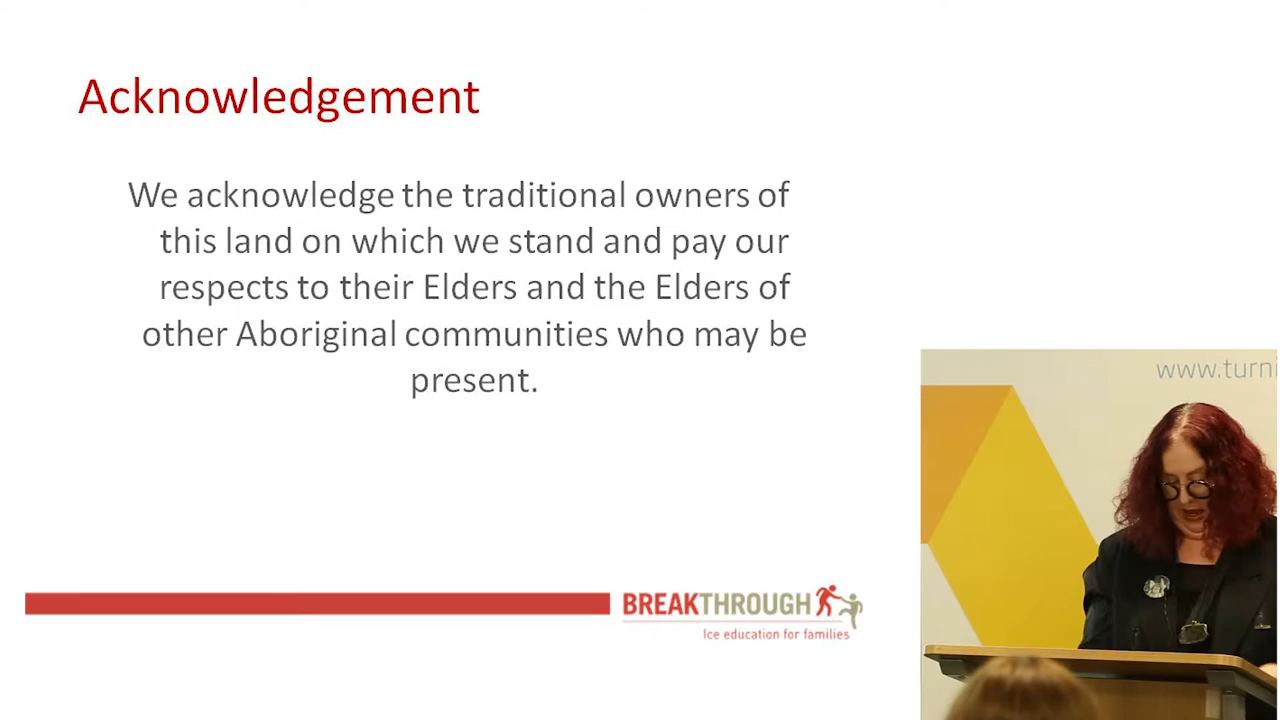 Acknowledgement
We acknowledge the traditional owners of
this land on which we stand and pay our
respects to their Elders and the Elders of
other Aboriginal communities who may be
present.
www.turni
BREAKTHROUGH
Ice education for families